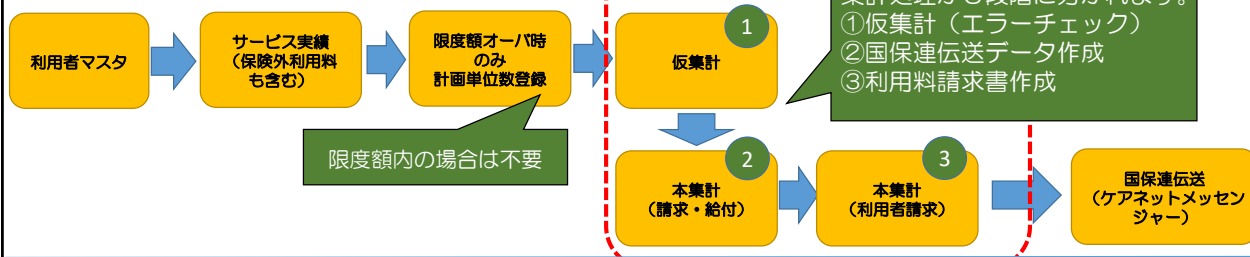 利用者マスタ
サービス実績
(保険外利用料
も含む)
限度額オーバ時
のみ
計画単位数登録
限度額内の場合は不要
仮集計
1
①仮集計（エラーチェック）
②国保連伝送データ作成
③利用料請求書作成
本集計
(請求・給付)
2
本集計
(利用者請求)
3
国保連伝送
(ケアネットメッセン
ジャー)